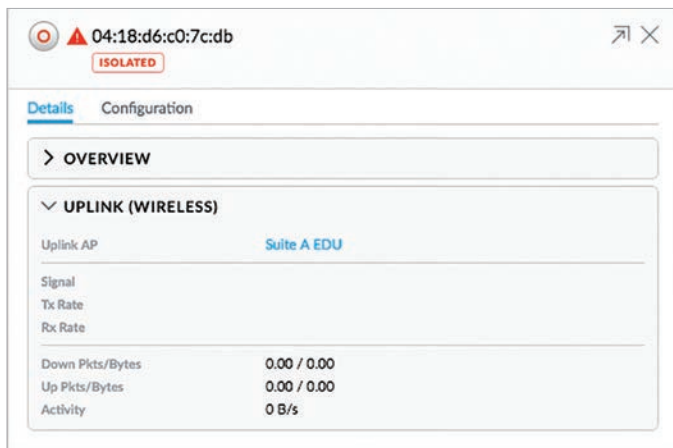 04:18:d6:c0:7c:db
ISOLATED
Details Configuration
OVERVIEW
UPLINK (WIRELESS)
Uplink AP Suite A EDU
Signal
Tx Rate
Rx Rate
Down Pkts/Bytes 0.00 / 0.00
Up Pkts/Bytes 0.00 / 0.00
Activity 0 B/s